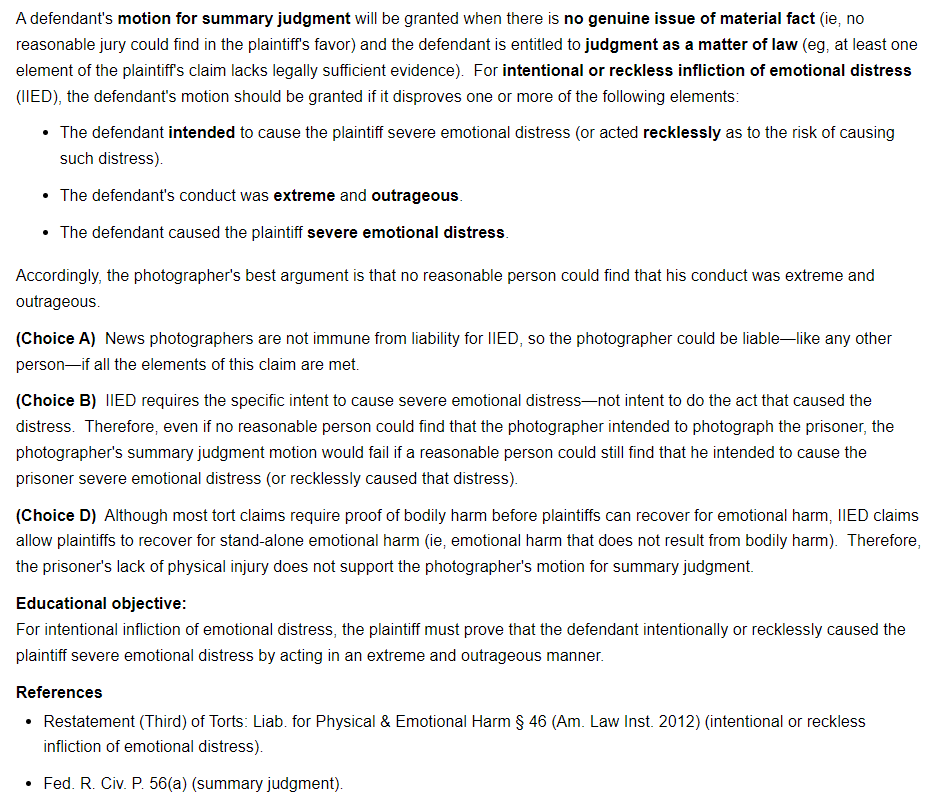 A defendant's motion for summary judgment will be granted when there is no genuine issue of material fact (ie, no
reasonable jury could find in the plaintiff's favor) and the defendant is entitled to judgment as a matter of law (eg, at least one
element of the plaintiff's claim lacks legally sufficient evidence).  For intentional or reckless infliction of emotional distress
(IIED), the defendant's motion should be granted if it disproves one or more of the following elements:
• The defendant intended to cause the plaintiff severe emotional distress (or acted recklessly as to the risk of causing
such distress).
• The defendant's conduct was extreme and outrageous.
• The defendant caused the plaintiff severe emotional distress.
Accordingly, the photographer's best argument is that no reasonable person could find that his conduct was extreme and
outrageous.
(Choice A)  News photographers are not immune from liability for IIED, so the photographer could be liable—like any other
person—if all the elements of this claim are met.
(Choice B)  IIED requires the specific intent to cause severe emotional distress—not intent to do the act that caused the
distress.  Therefore, even if no reasonable person could find that the photographer intended to photograph the prisoner, the
photographer's summary judgment motion would fail if a reasonable person could still find that he intended to cause the
prisoner severe emotional distress (or recklessly caused that distress).
(Choice D)  Although most tort claims require proof of bodily harm before plaintiffs can recover for emotional harm, IIED claims
allow plaintiffs to recover for stand-alone emotional harm (ie, emotional harm that does not result from bodily harm).  Therefore,
the prisoner's lack of physical injury does not support the photographer's motion for summary judgment.
Educational objective:
For intentional infliction of emotional distress, the plaintiff must prove that the defendant intentionally or recklessly caused the
plaintiff severe emotional distress by acting in an extreme and outrageous manner.
References
• Restatement (Third) of Torts: Liab. for Physical & Emotional Harm § 46 (Am. Law Inst. 2012) (intentional or reckless
infliction of emotional distress).
• Fed. R. Civ. P. 56(a) (summary judgment).